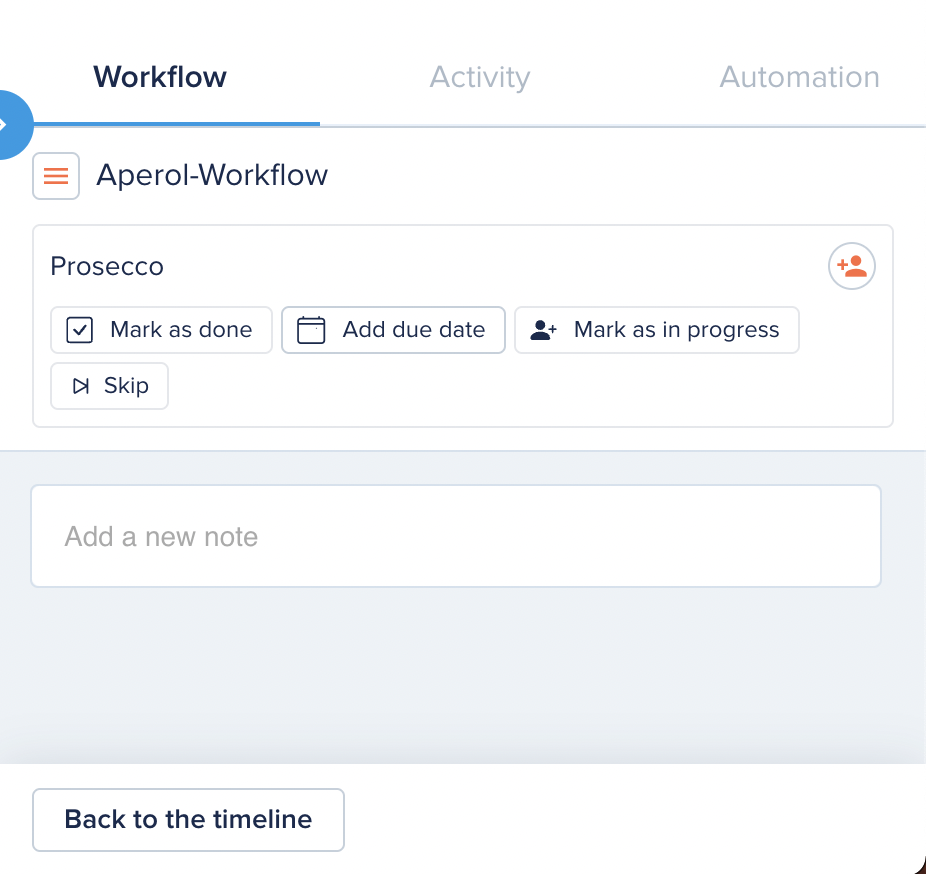 Workflow Activity Automation
Aperol-Workflow
Prosecco
Mark as done Add due date Mark as in progress
Skip
Add a new note
Back to the timeline